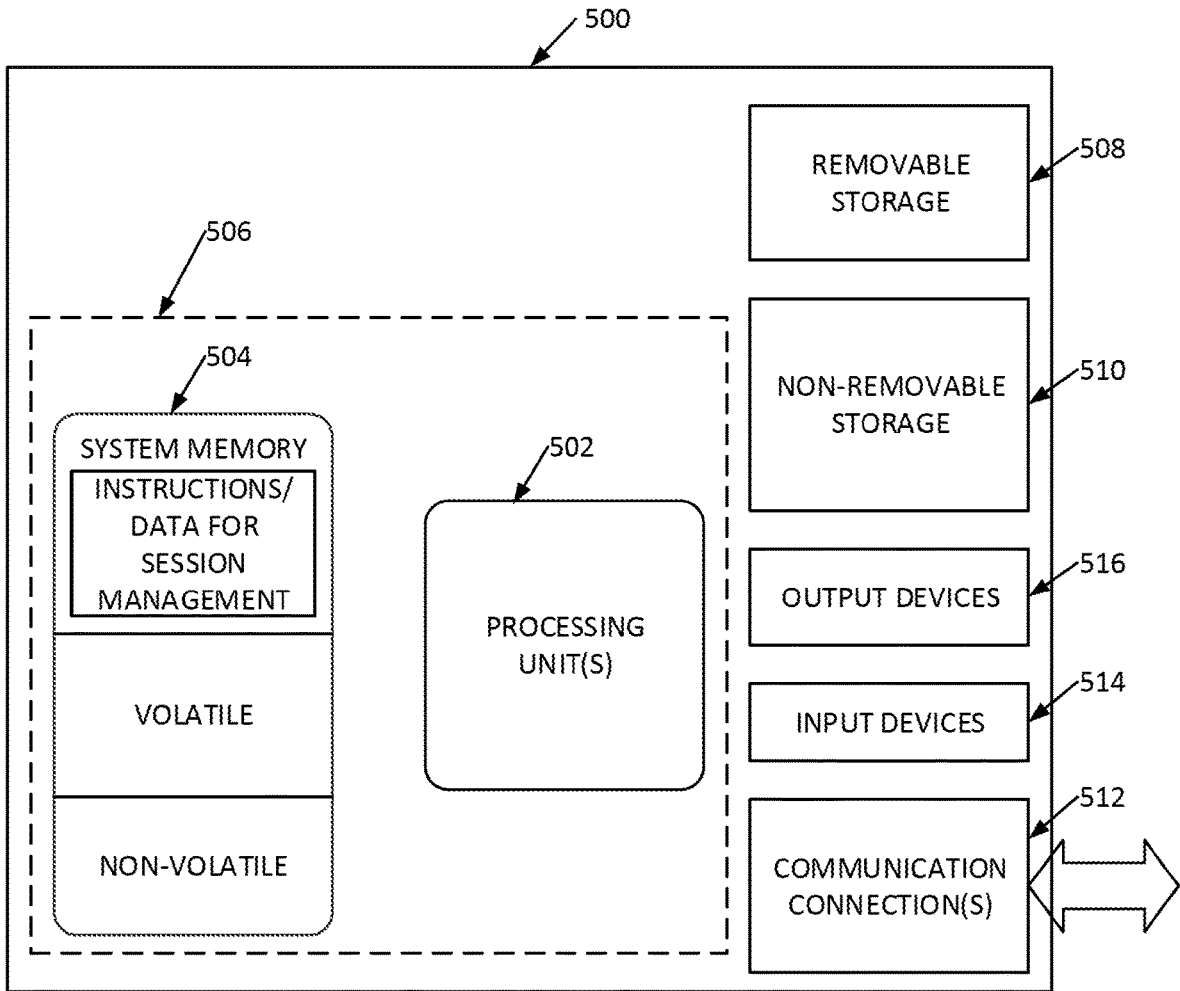 500
REMOVABLE
STORAGE
508
506
NON-REMOVABLE
STORAGE
510
504
SYSTEM MEMORY
INSTRUCTIONS/
DATA FOR
SESSION
MANAGEMENT
VOLATILE
NON-VOLATILE
502
PROCESSING
UNIT(S)
OUTPUT DEVICES
516
INPUT DEVICES
514
COMMUNICATION
CONNECTION(S)
512